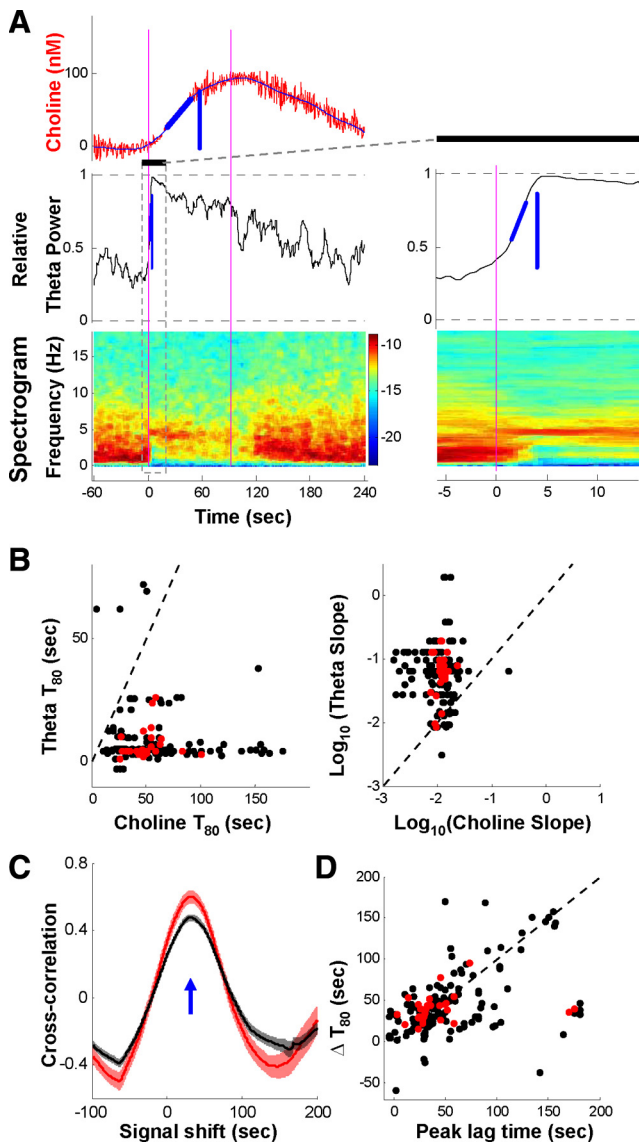 A
Choline (nM)
100
0
Relative
Theta Power
1
0.5
0
1
0.5
0
Spectrogram
Frequency (Hz)
15
10
5
0
-10
-15
-20
-60 0 60 120 180 240
-5 0 5 10
Time (sec)
B
Theta T80 (sec)
50
0
0 50 100 150
Choline T80 (sec)
Log10(Theta Slope)
0
-1
-2
-3
-3 -1 0 1
Log10(Choline Slope)
C
Cross-correlation
0.8
0.4
0
-0.4
-100 0 100 200
Signal shift (sec)
D
Δ T80 (sec)
200
150
100
50
0
-50
0 50 100 150 200
Peak lag time (sec)